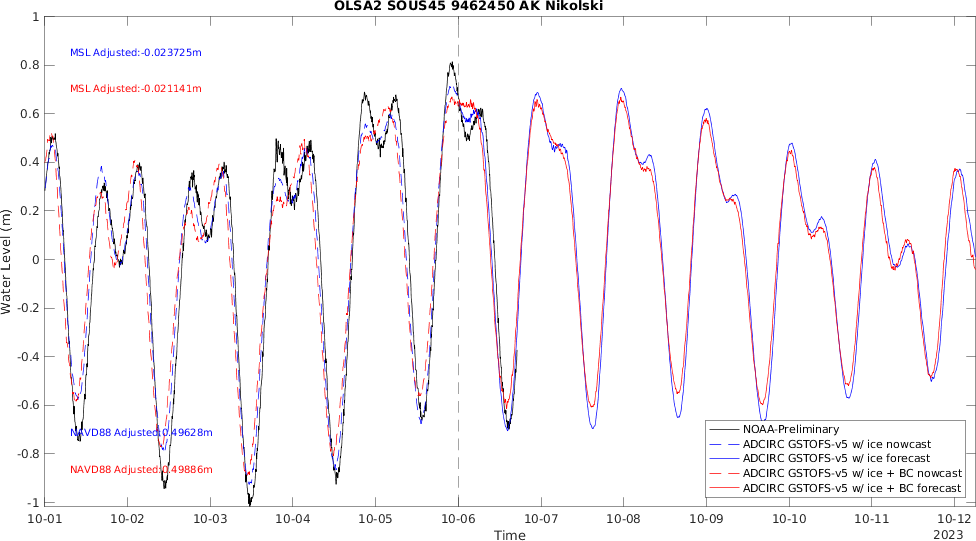 OLSA2 SOUS45 9462450 AK Nikolski
1
0.8
0.6
0.4
0.2
0
-0.2
-0.4
-0.6
-0.8
-1
Water Level (m)
MSL Adjusted:-0.023725m
MSL Adjusted:-0.021141m
NAVD88 Adjusted:0.49628m
NAVD88 Adjusted:0.49886m
NOAA-Preliminary
ADCIRC GSTOFS-v5 w/ ice nowcast
ADCIRC GSTOFS-v5 w/ ice forecast
ADCIRC GSTOFS-v5 w/ ice + BC nowcast
ADCIRC GSTOFS-v5 w/ ice + BC forecast
10-01 10-02 10-03 10-04 10-05 10-06 10-07 10-08 10-09 10-10 10-11 10-12
2023
Time